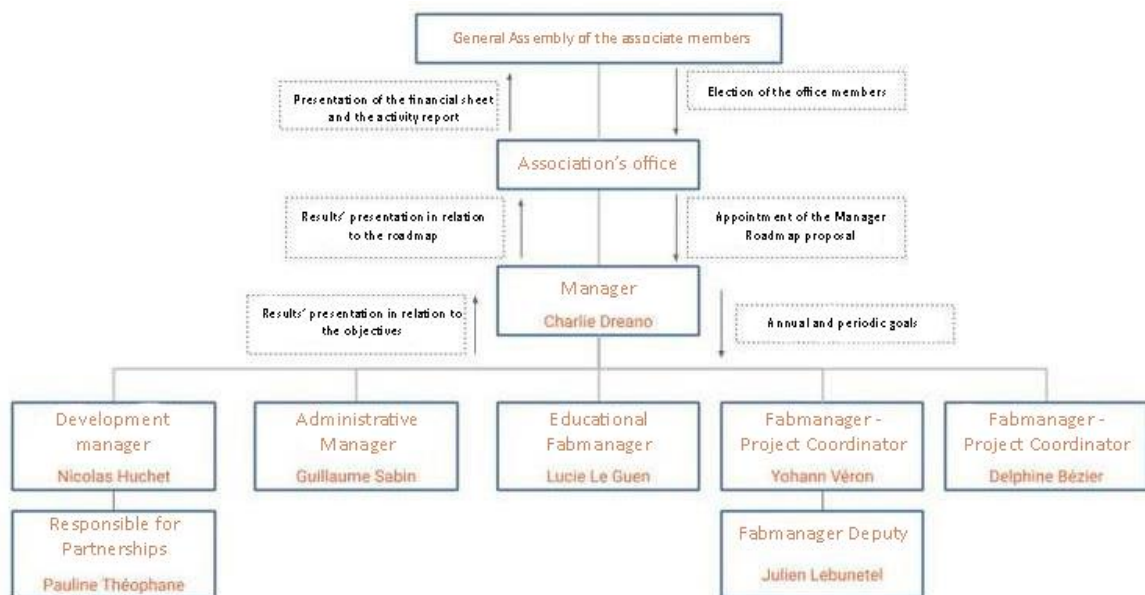 General Assembly of the associate members
Presentation of the financial sheet
and the activity report
Election of the office members
Association's office
Results' presentation in relation
to the roadmap
Appointment of the Manager
Roadmap proposal
Manager
Charlie Dreano
Results' presentation in relation to
the objectives
Annual and periodic goals
Development
manager
Nicolas Huchet
Administrative
Manager
Guillaume Sabin
Educational
Fabmanager
Lucie Le Guen
Fabmanager -
Project Coordinator
Yohann Véron
Fabmanager -
Project Coordinator
Delphine Bézier
Responsible for
Partnerships
Pauline Théophane
Fabmanager Deputy
Julien Lebunetel